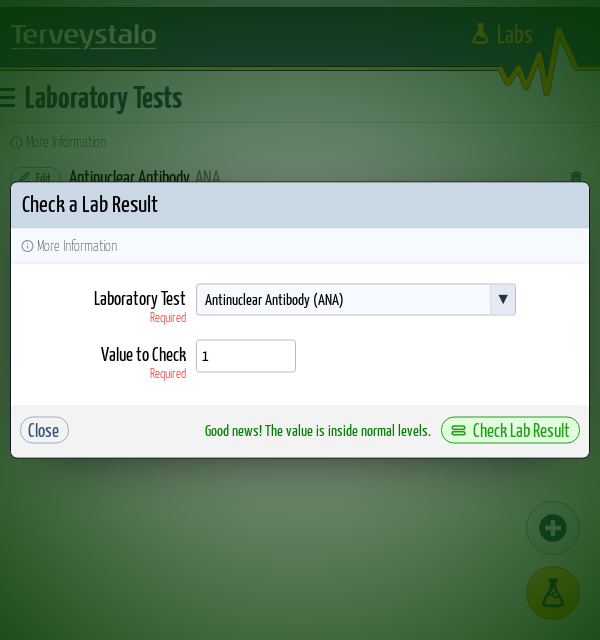 Terveystalo
Labs
Laboratory Tests
More Information
Edit Antinuclear Antibody ANA
Check a Lab Result
More Information
Laboratory Test
Required
Antinuclear Antibody (ANA)
Value to Check
Required
1
Close
Good news! The value is inside normal levels.
Check Lab Result